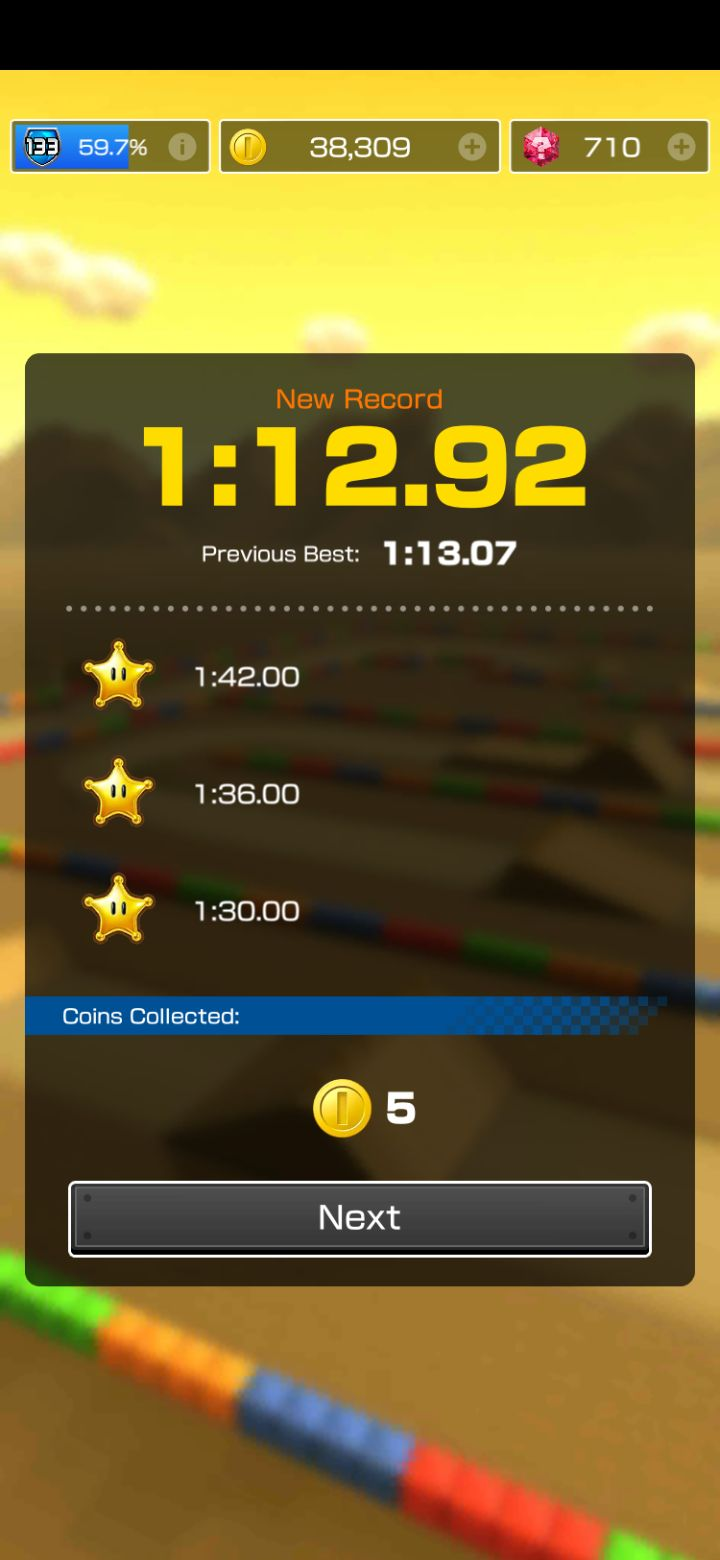 133 59.7% i 38,309 + ? 710 +
New Record
1:12.92
Previous Best: 1:13.07
1:42.00
1:36.00
1:30.00
Coins Collected:
5
Next